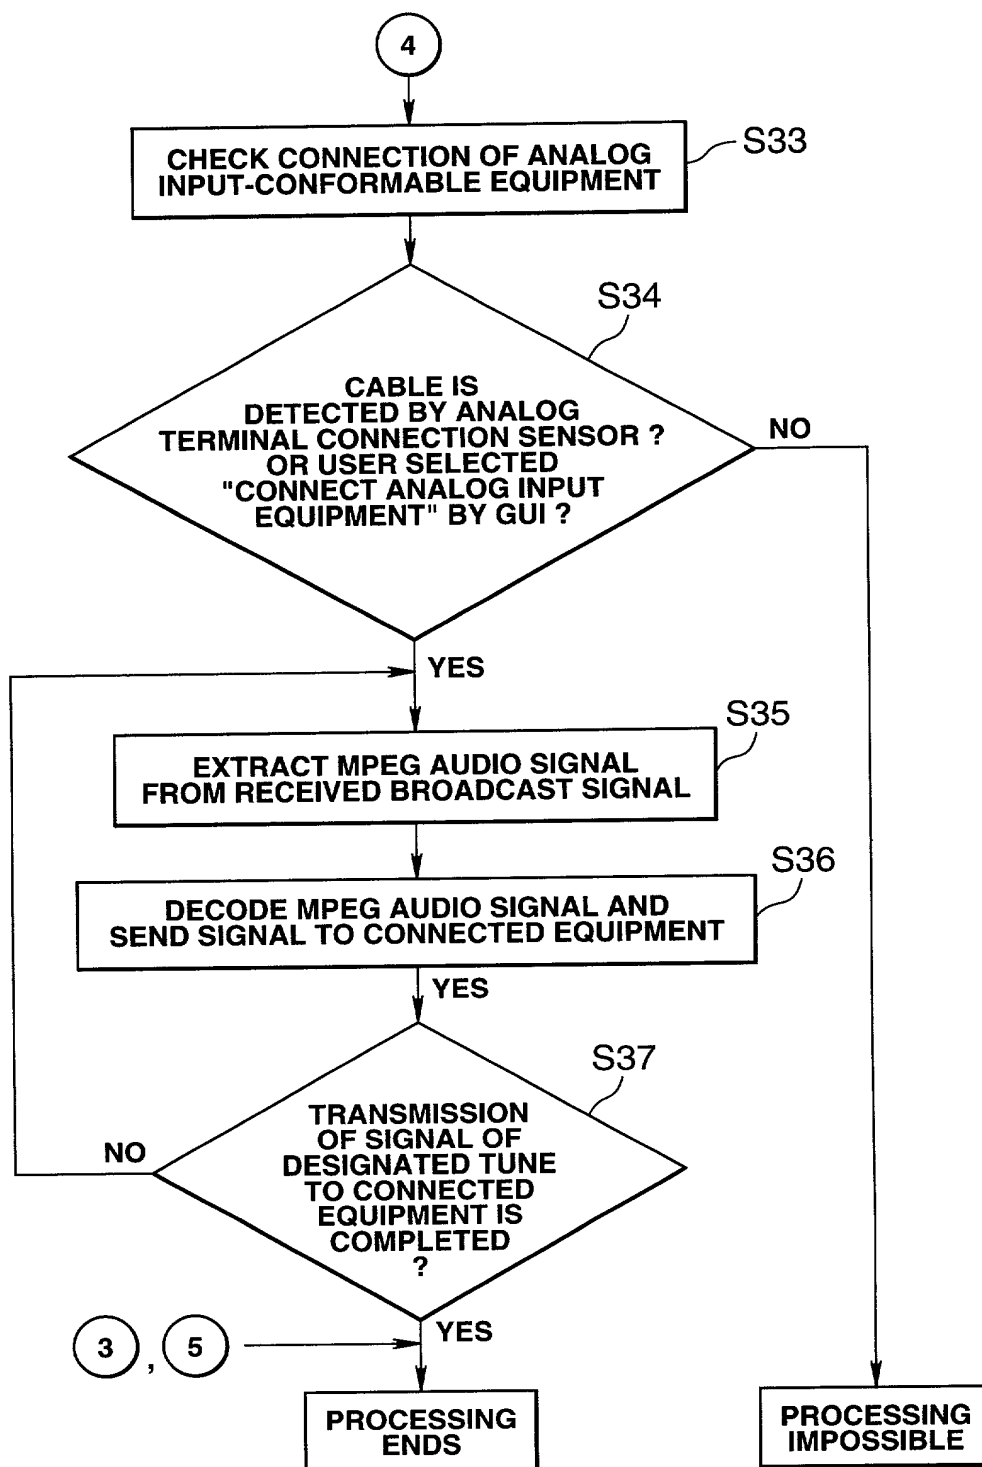 4
CHECK CONNECTION OF ANALOG
INPUT-CONFORMABLE EQUIPMENT
S33
S34
CABLE IS
DETECTED BY ANALOG
TERMINAL CONNECTION SENSOR ?
OR USER SELECTED
"CONNECT ANALOG INPUT
EQUIPMENT" BY GUI ?
NO
YES
S35
EXTRACT MPEG AUDIO SIGNAL
FROM RECEIVED BROADCAST SIGNAL
S36
DECODE MPEG AUDIO SIGNAL AND
SEND SIGNAL TO CONNECTED EQUIPMENT
YES
S37
TRANSMISSION
OF SIGNAL OF
DESIGNATED TUNE
TO CONNECTED
EQUIPMENT IS
COMPLETED
?
NO
YES
3 , 5
PROCESSING
ENDS
PROCESSING
IMPOSSIBLE